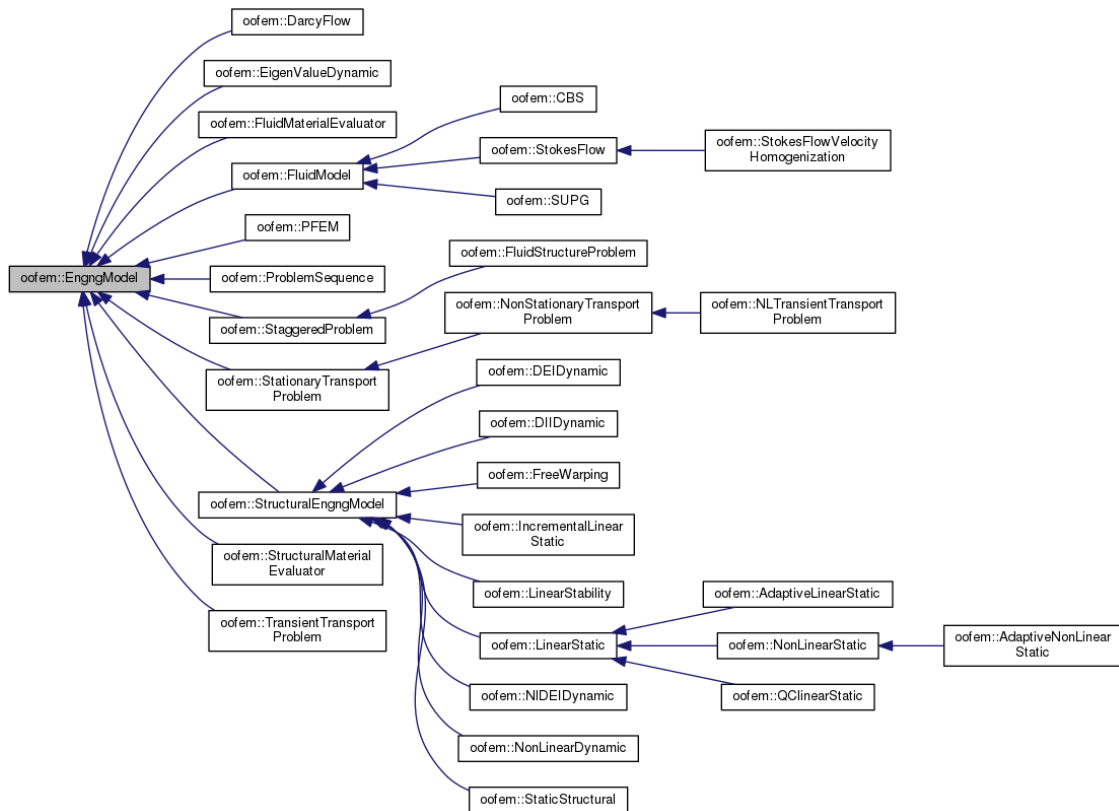 oofem::DarcyFlow
oofem::EigenValueDynamic
oofem::CBS
oofem::FluidMaterialEvaluator
oofem::StokesFlow
oofem::StokesFlowVelocity
Homogenization
oofem::FluidModel
oofem::SUPG
oofem::PFEM
oofem::FluidStructureProblem
oofem::EngngModel
oofem::ProblemSequence
oofem::NonStationaryTransport
Problem
oofem::NLTransientTransport
Problem
oofem::StaggeredProblem
oofem::StationaryTransport
Problem
oofem::DEIDynamic
oofem::DIIDynamic
oofem::FreeWarping
oofem::StructuralEngngModel
oofem::IncrementalLinear
Static
oofem::StructuralMaterial
Evaluator
oofem::LinearStability
oofem::AdaptiveLinearStatic
oofem::TransientTransport
Problem
oofem::LinearStatic
oofem::NonLinearStatic
oofem::AdaptiveNonLinear
Static
oofem::NlDEIDynamic
oofem::QClinearStatic
oofem::NonLinearDynamic
oofem::StaticStructural